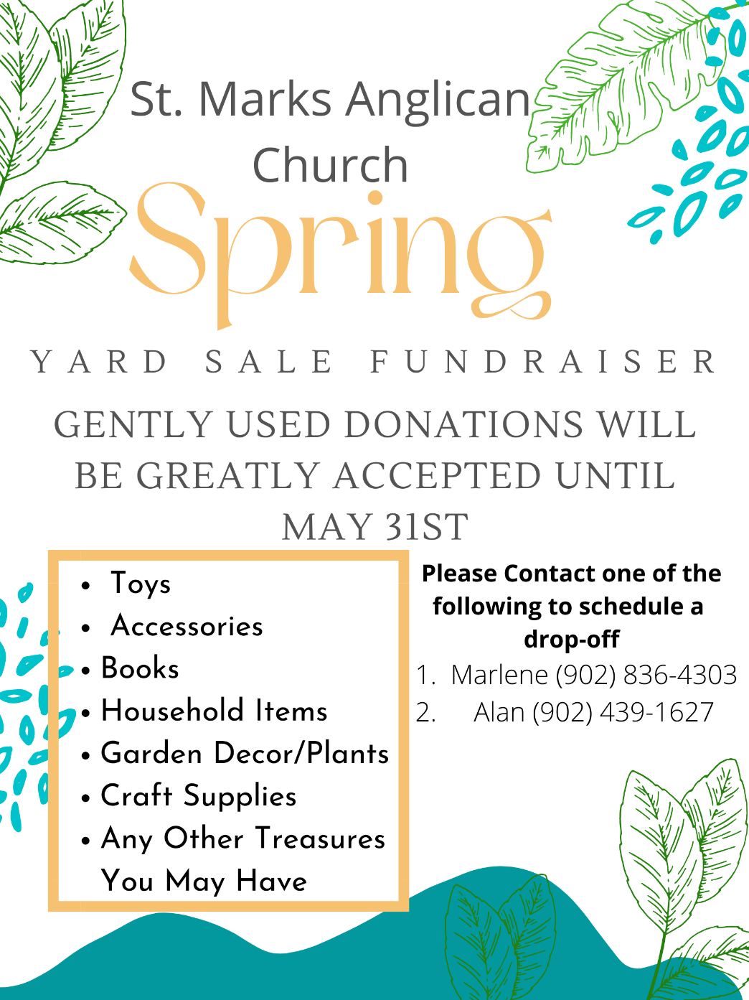 St. Marks Anglican
Church
Spring
YARD SALE FUNDRAISER
GENTLY USED DONATIONS WILL
BE GREATLY ACCEPTED UNTIL
MAY 31ST
• Toys
• Accessories
• Books
• Household Items
• Garden Decor/Plants
• Craft Supplies
• Any Other Treasures
You May Have
Please Contact one of the
following to schedule a
drop-off
1. Marlene (902) 836-4303
2. Alan (902) 439-1627